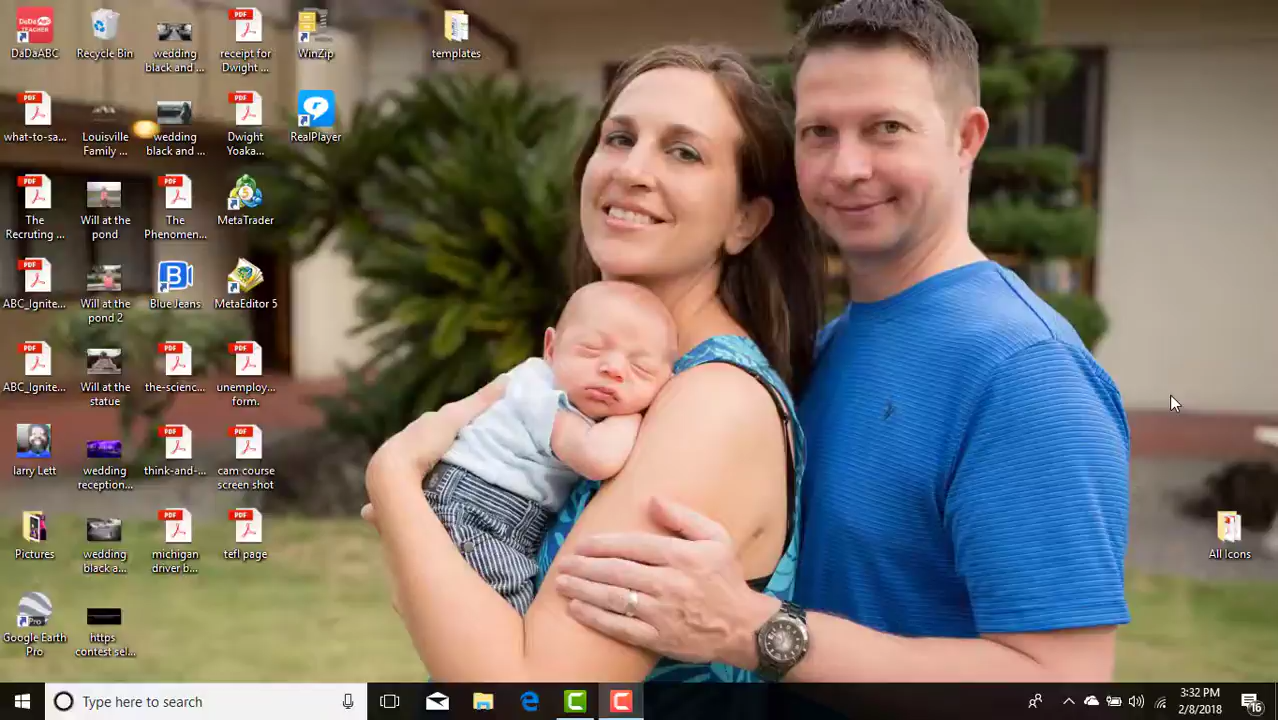 DaDaABC
Recycle Bin
wedding
black and ...
receipt for
Dwight ...
WinZip
templates
what-to-sa...
Louisville
Family ...
wedding
black and ...
Dwight
Yoaka...
RealPlayer
The
Recruting ...
Will at the
pond
The
Phenomen...
MetaTrader
ABC_Ignite...
Will at the
pond 2
Blue Jeans
MetaEditor 5
ABC_Ignite...
Will at the
statue
the-scienc...
unemploy...
form.
larry Lett
wedding
reception...
think-and-...
cam course
screen shot
Pictures
wedding
black a...
michigan
driver b...
tefl page
All Icons
Google Earth
Pro
https
contest sel...
Type here to search
3:32 PM
2/8/2018
16